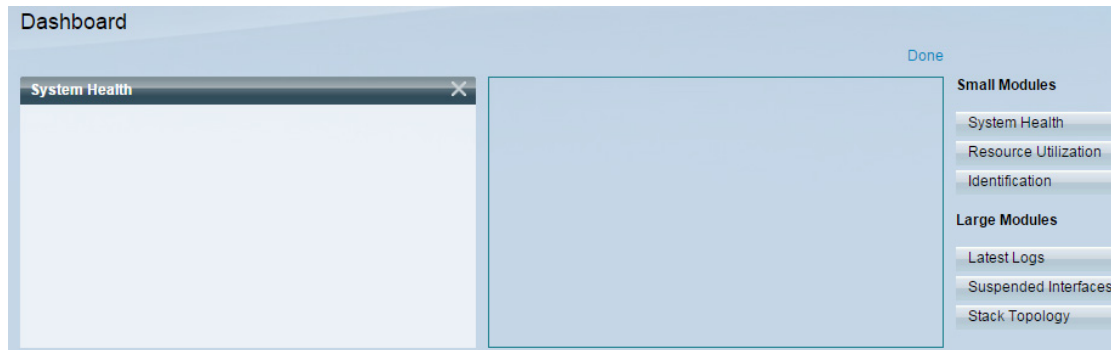 Dashboard
Done
System Health
Small Modules
System Health
Resource Utilization
Identification
Large Modules
Latest Logs
Suspended Interfaces
Stack Topology